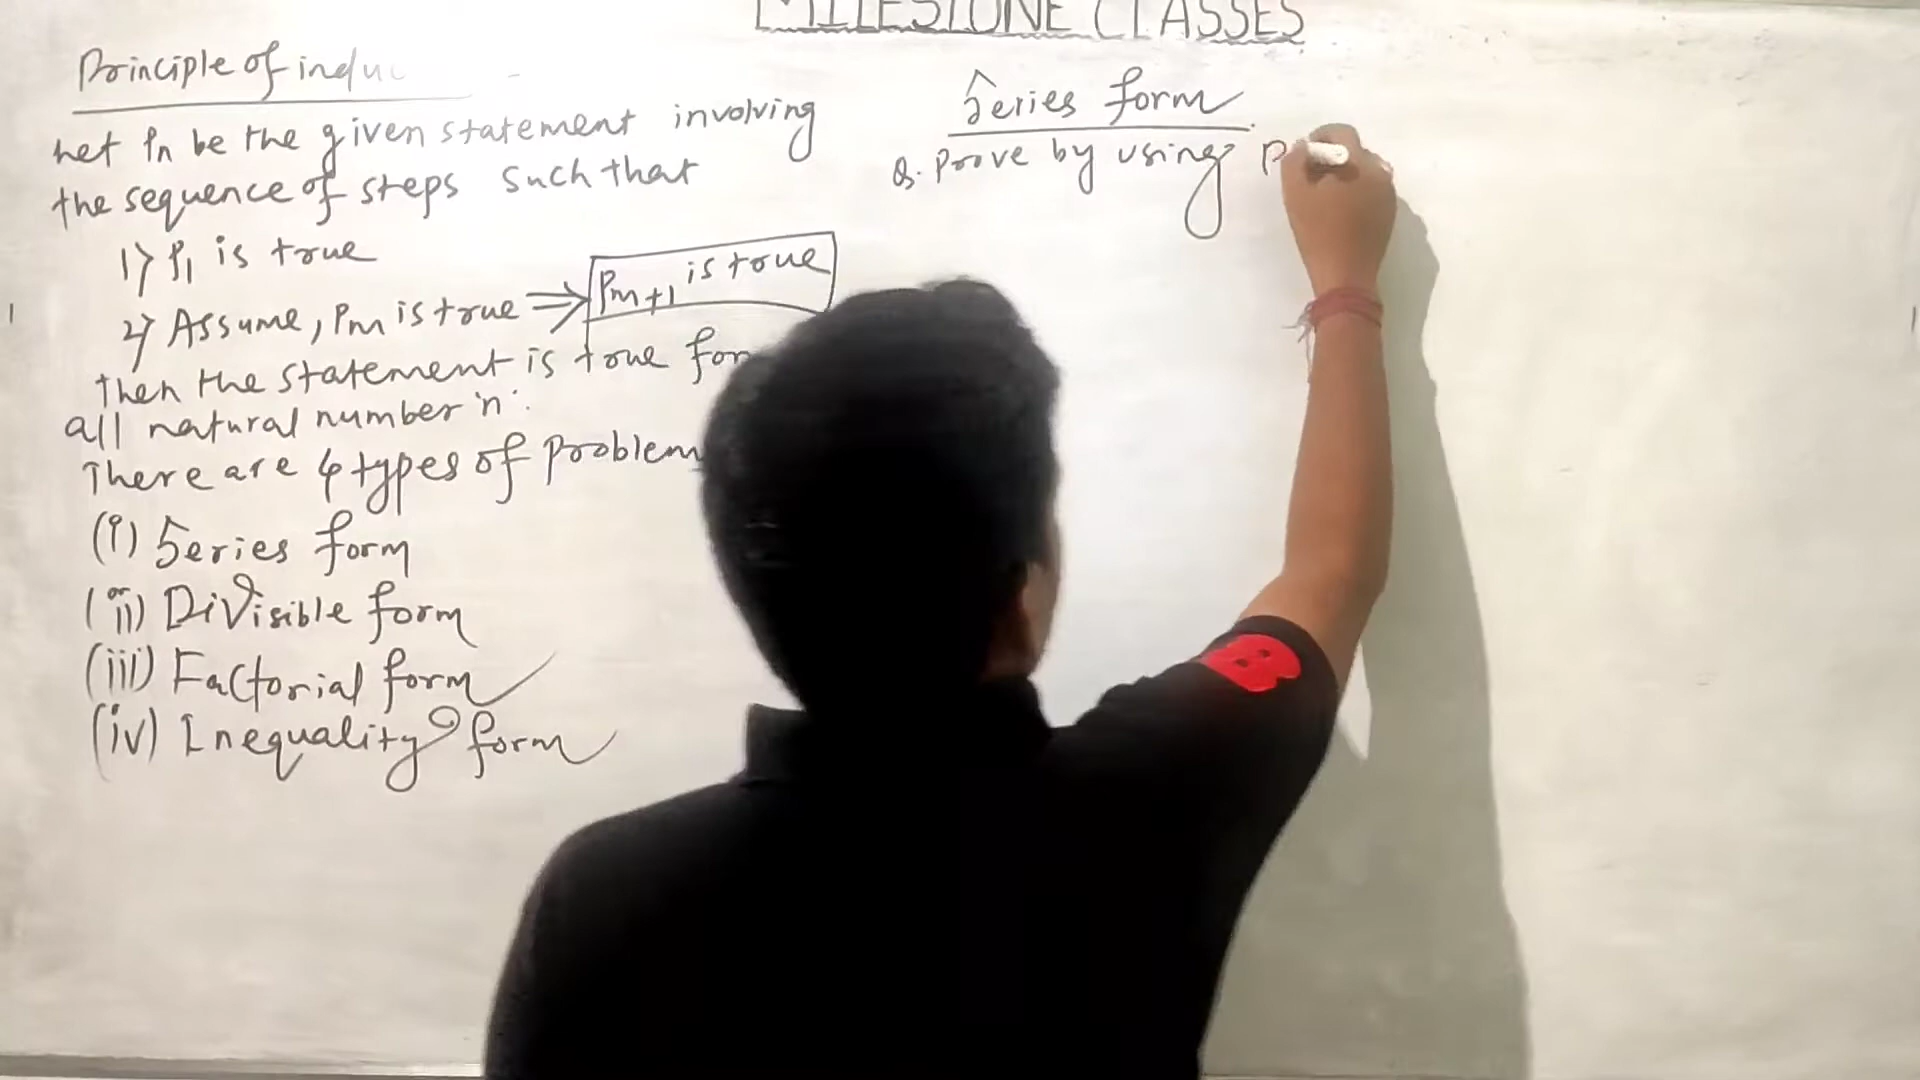 MILESTONE CLASSES
Principle of induc
Let Pn be the given statement involving
the sequence of steps such that
1) P1 is true
2) Assume, Pm is true ⇒ Pm+1 is true
then the statement is true for
all natural number 'n'.
There are 4 types of problem
(i) Series form
(ii) Divisible form
(iii) Factorial form
(iv) Inequality form
Series form
Q. Prove by using P